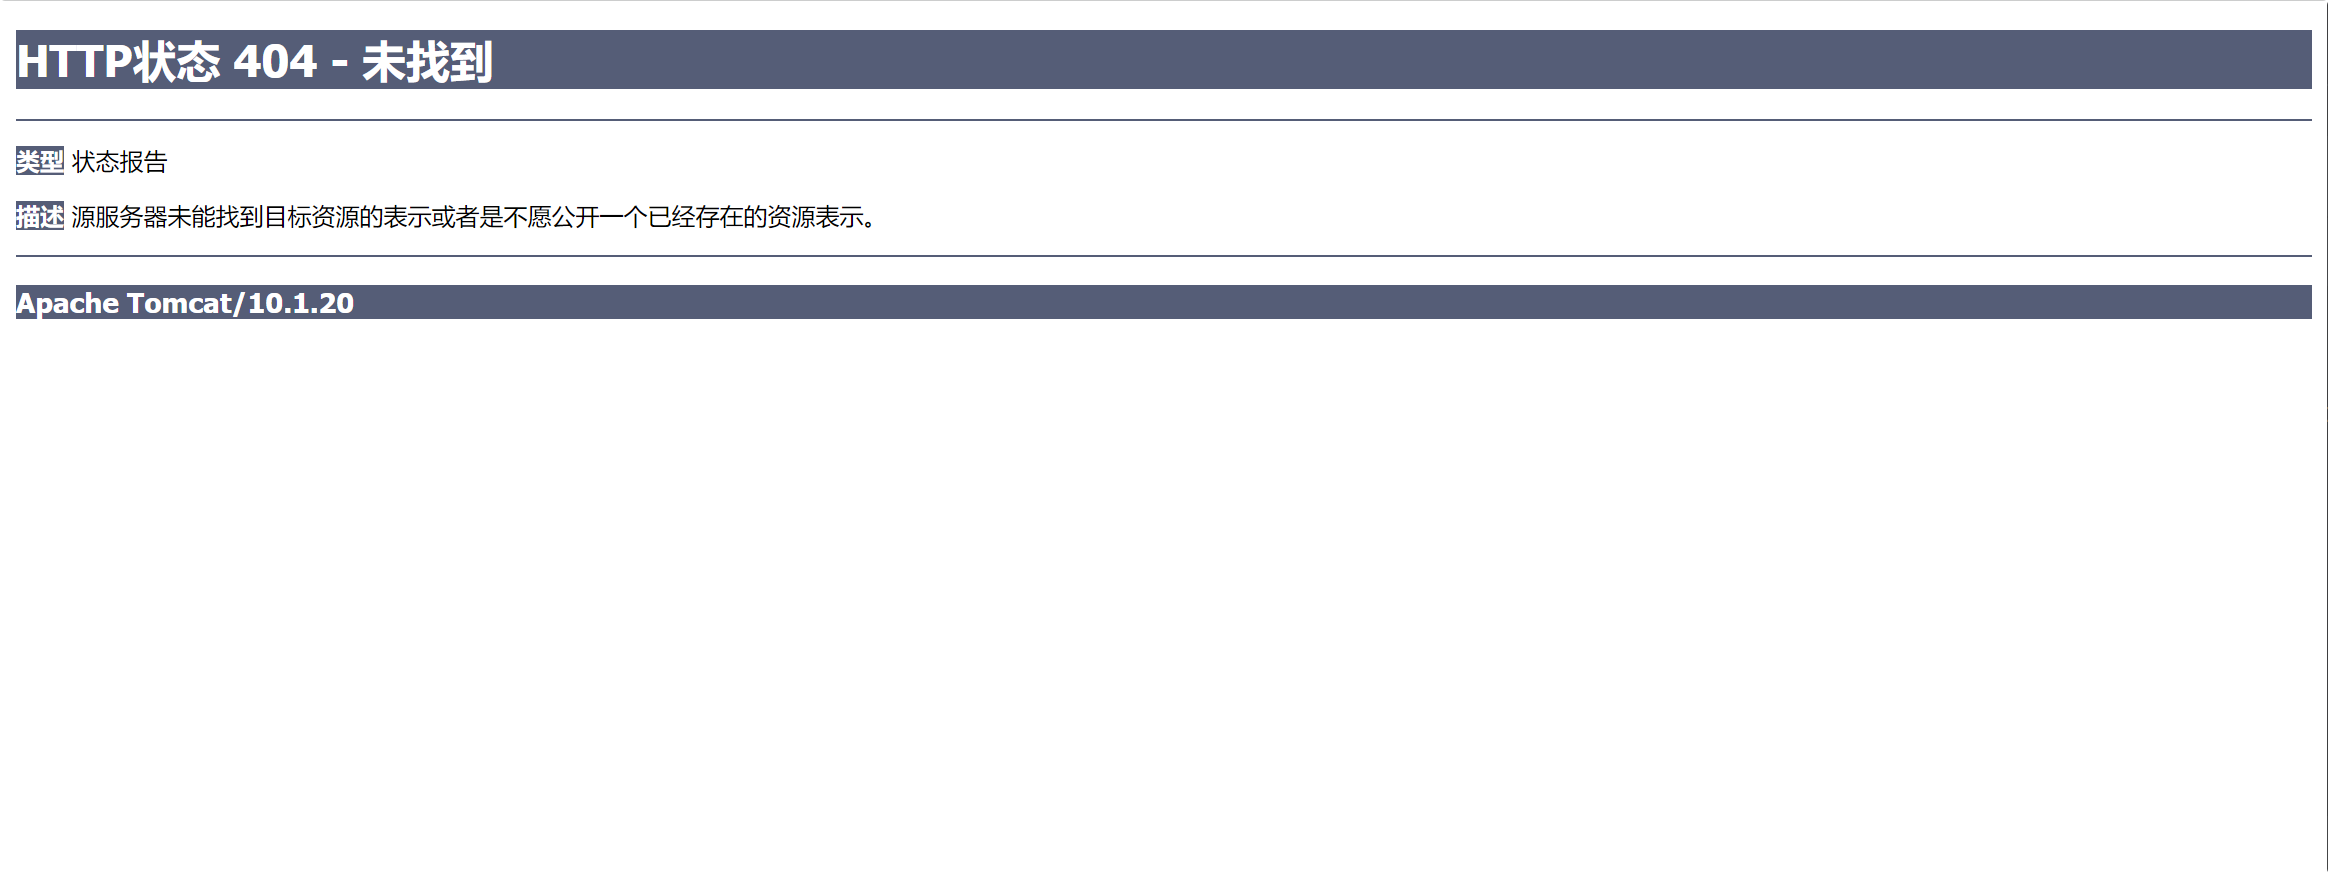 HTTP状态 404 - 未找到
类型 状态报告
描述 源服务器未能找到目标资源的表示或者是不愿公开一个已经存在的资源表示。
Apache Tomcat/10.1.20